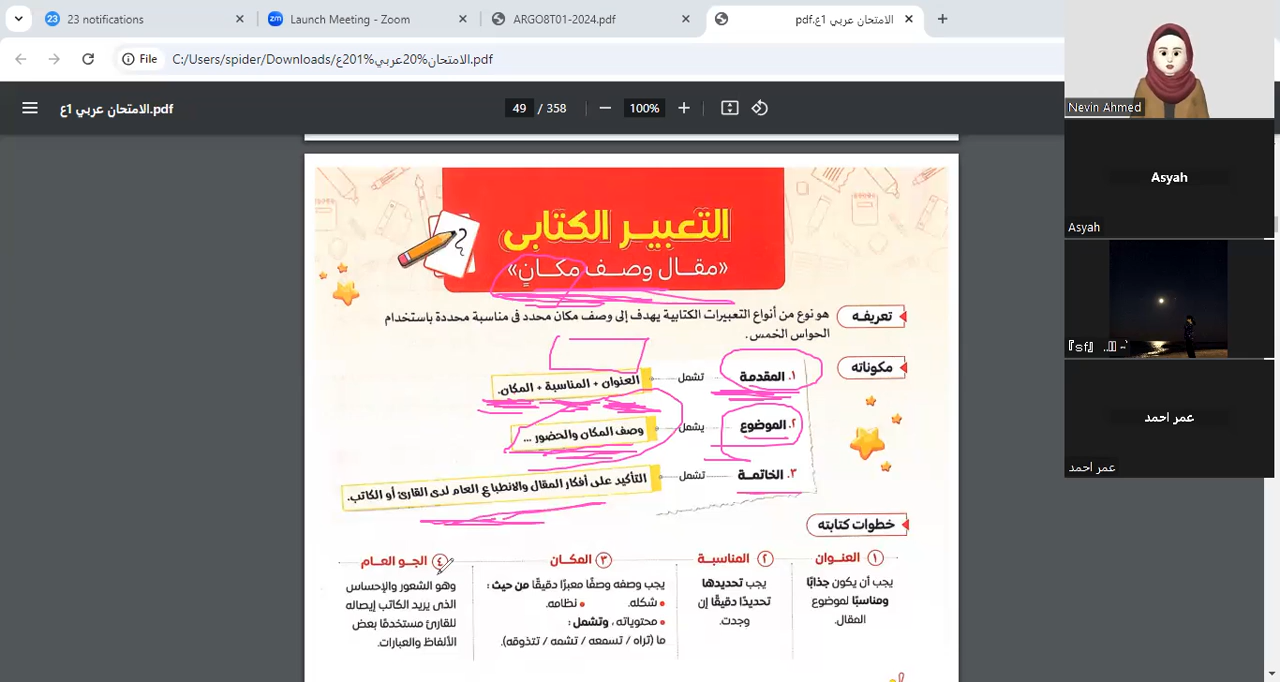 23 notifications
Launch Meeting - Zoom
ARGO8T01-2024.pdf
الامتحان عربي 1ع.pdf
File
C:/Users/spider/Downloads/الامتحان%20عربي%201ع.pdf
الامتحان عربي 1ع.pdf
49 / 358
100%
التعبير الكتابى
«مقال وصف مكان»
تعريفه
هو نوع من أنواع التعبيرات الكتابية يهدف إلى وصف مكان محدد فى مناسبة محددة باستخدام
الحواس الخمس.
مكوناته
١. المقدمة تشمل العنوان + المناسبة + المكان.
٢. الموضوع يشمل وصف المكان والحضور ...
٣. الخاتمة تشمل التأكيد على أفكار المقال والانطباع العام لدى القارئ أو الكاتب.
خطوات كتابته
١ العنوان
يجب أن يكون جذابًا
ومناسبًا لموضوع
المقال.
٢ المناسبة
يجب تحديدها
تحديدًا دقيقًا إن
وجدت.
٣ المكان
يجب وصفه وصفًا معبرًا دقيقًا من حيث :
• شكله. • نظامه.
• محتوياته ، وتشمل :
ما (تراه / تسمعه / تشمه / تتذوقه).
٤ الجو العام
وهو الشعور والإحساس
الذى يريد الكاتب إيصاله
للقارئ مستخدمًا بعض
الألفاظ والعبارات.
Nevin Ahmed
Asyah
Asyah
عمر احمد
عمر احمد